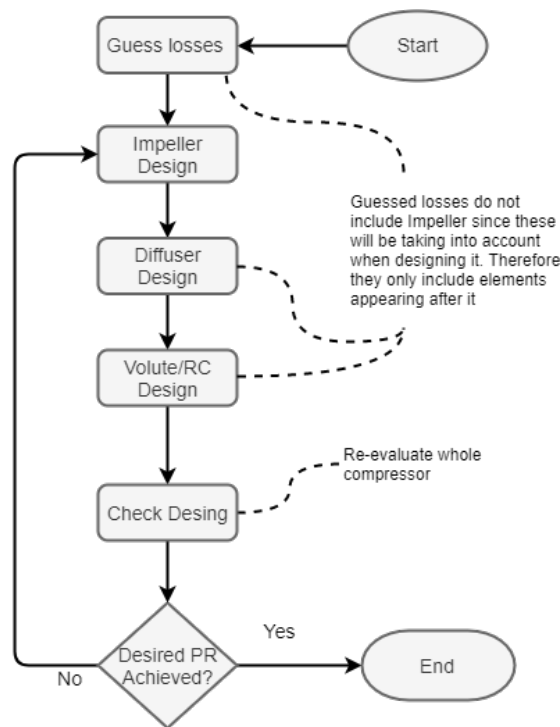 Guess losses
Start
Impeller
Design
Guessed losses do not
include Impeller since these
will be taking into account
when designing it. Therefore
they only include elements
appearing after it
Diffuser
Design
Volute/RC
Design
Re-evaluate whole
compressor
Check Desing
Yes
Desired PR
Achieved?
No
End